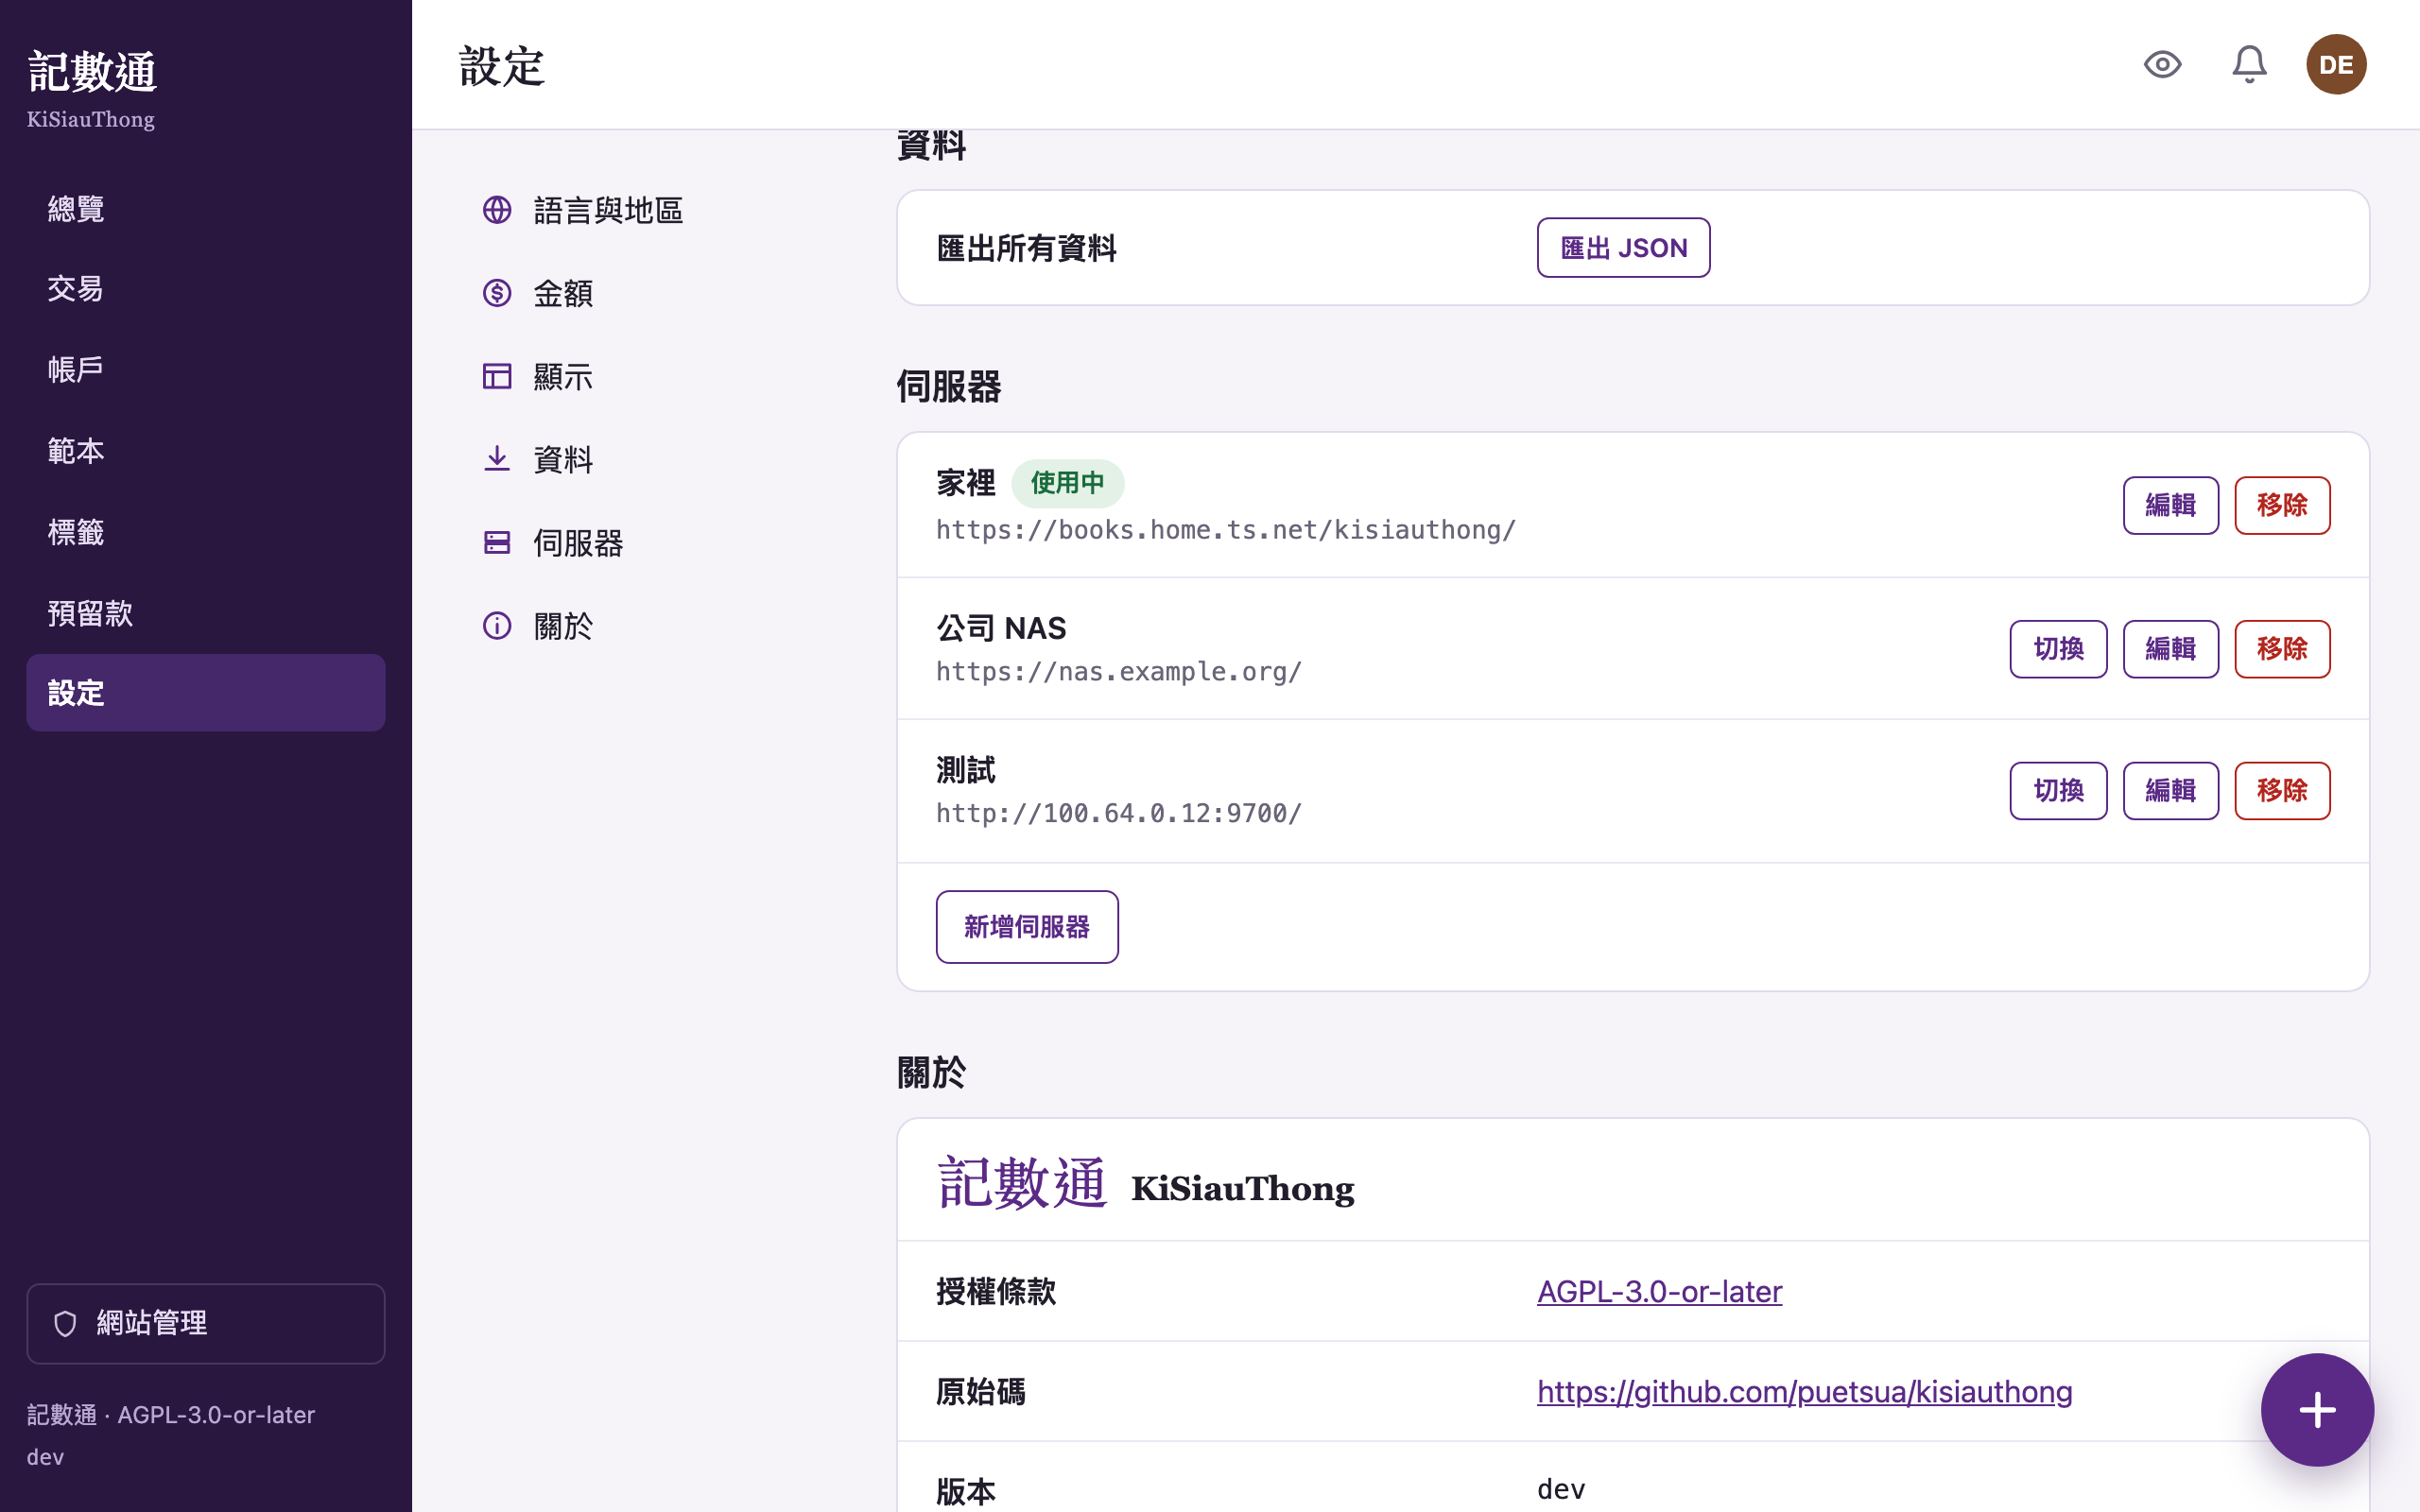 記數通
KiSiauThong
總覽
交易
帳戶
範本
標籤
預留款
設定
網站管理
記數通 · AGPL-3.0-or-later
dev
設定
DE
語言與地區
金額
顯示
資料
伺服器
關於
資料
匯出所有資料
匯出 JSON
伺服器
家裡 使用中
https://books.home.ts.net/kisiauthong/
編輯 移除
公司 NAS
https://nas.example.org/
切換 編輯 移除
測試
http://100.64.0.12:9700/
切換 編輯 移除
新增伺服器
關於
記數通 KiSiauThong
授權條款 AGPL-3.0-or-later
原始碼 https://github.com/puetsua/kisiauthong
版本 dev